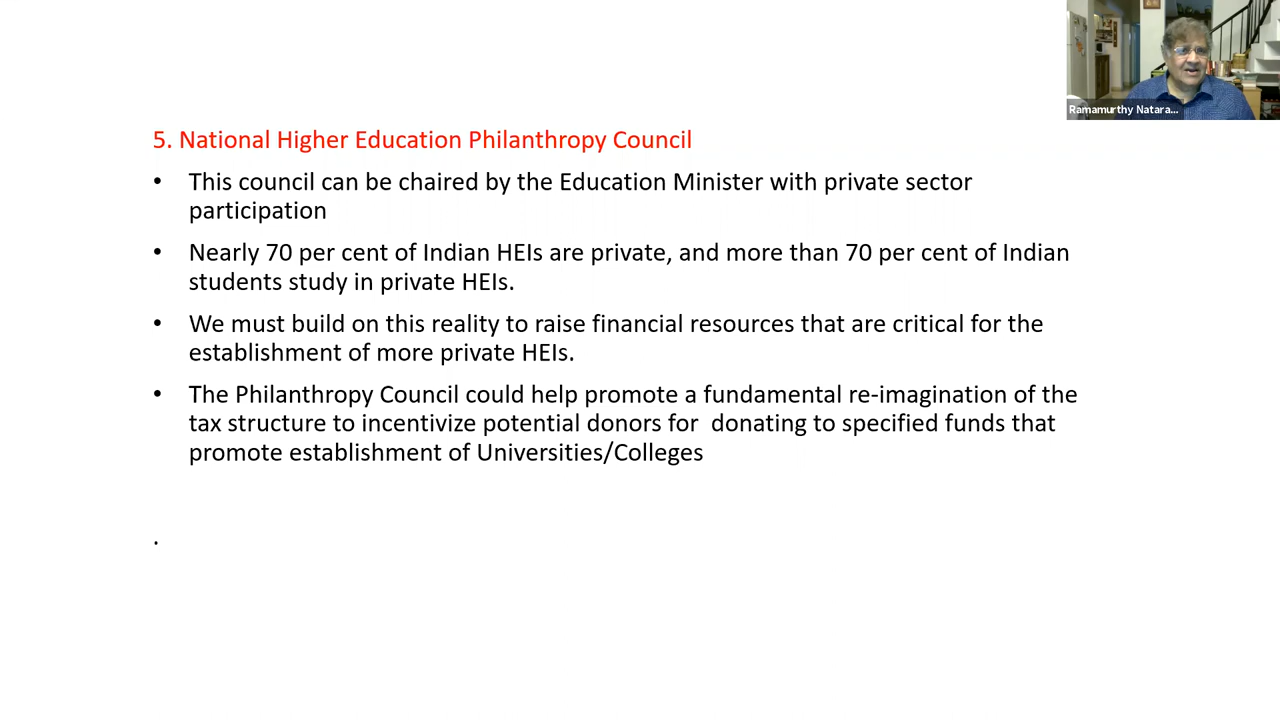 Ramamurthy Natara...
5. National Higher Education Philanthropy Council
• This council can be chaired by the Education Minister with private sector
participation
• Nearly 70 per cent of Indian HEIs are private, and more than 70 per cent of Indian
students study in private HEIs.
• We must build on this reality to raise financial resources that are critical for the
establishment of more private HEIs.
• The Philanthropy Council could help promote a fundamental re-imagination of the
tax structure to incentivize potential donors for  donating to specified funds that
promote establishment of Universities/Colleges
.